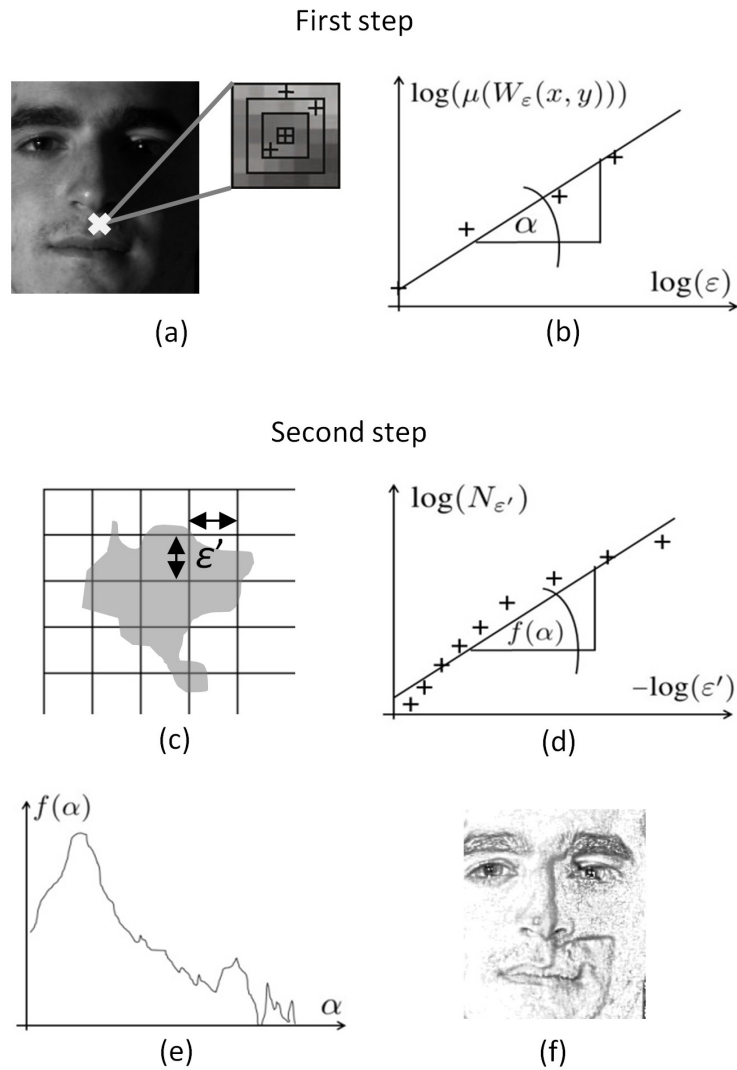 First step
log(μ(W_ε(x, y)))
α
log(ε)
(a)
(b)
Second step
ε’
log(N_ε′)
f(α)
−log(ε′)
(c)
(d)
f(α)
α
(e)
(f)